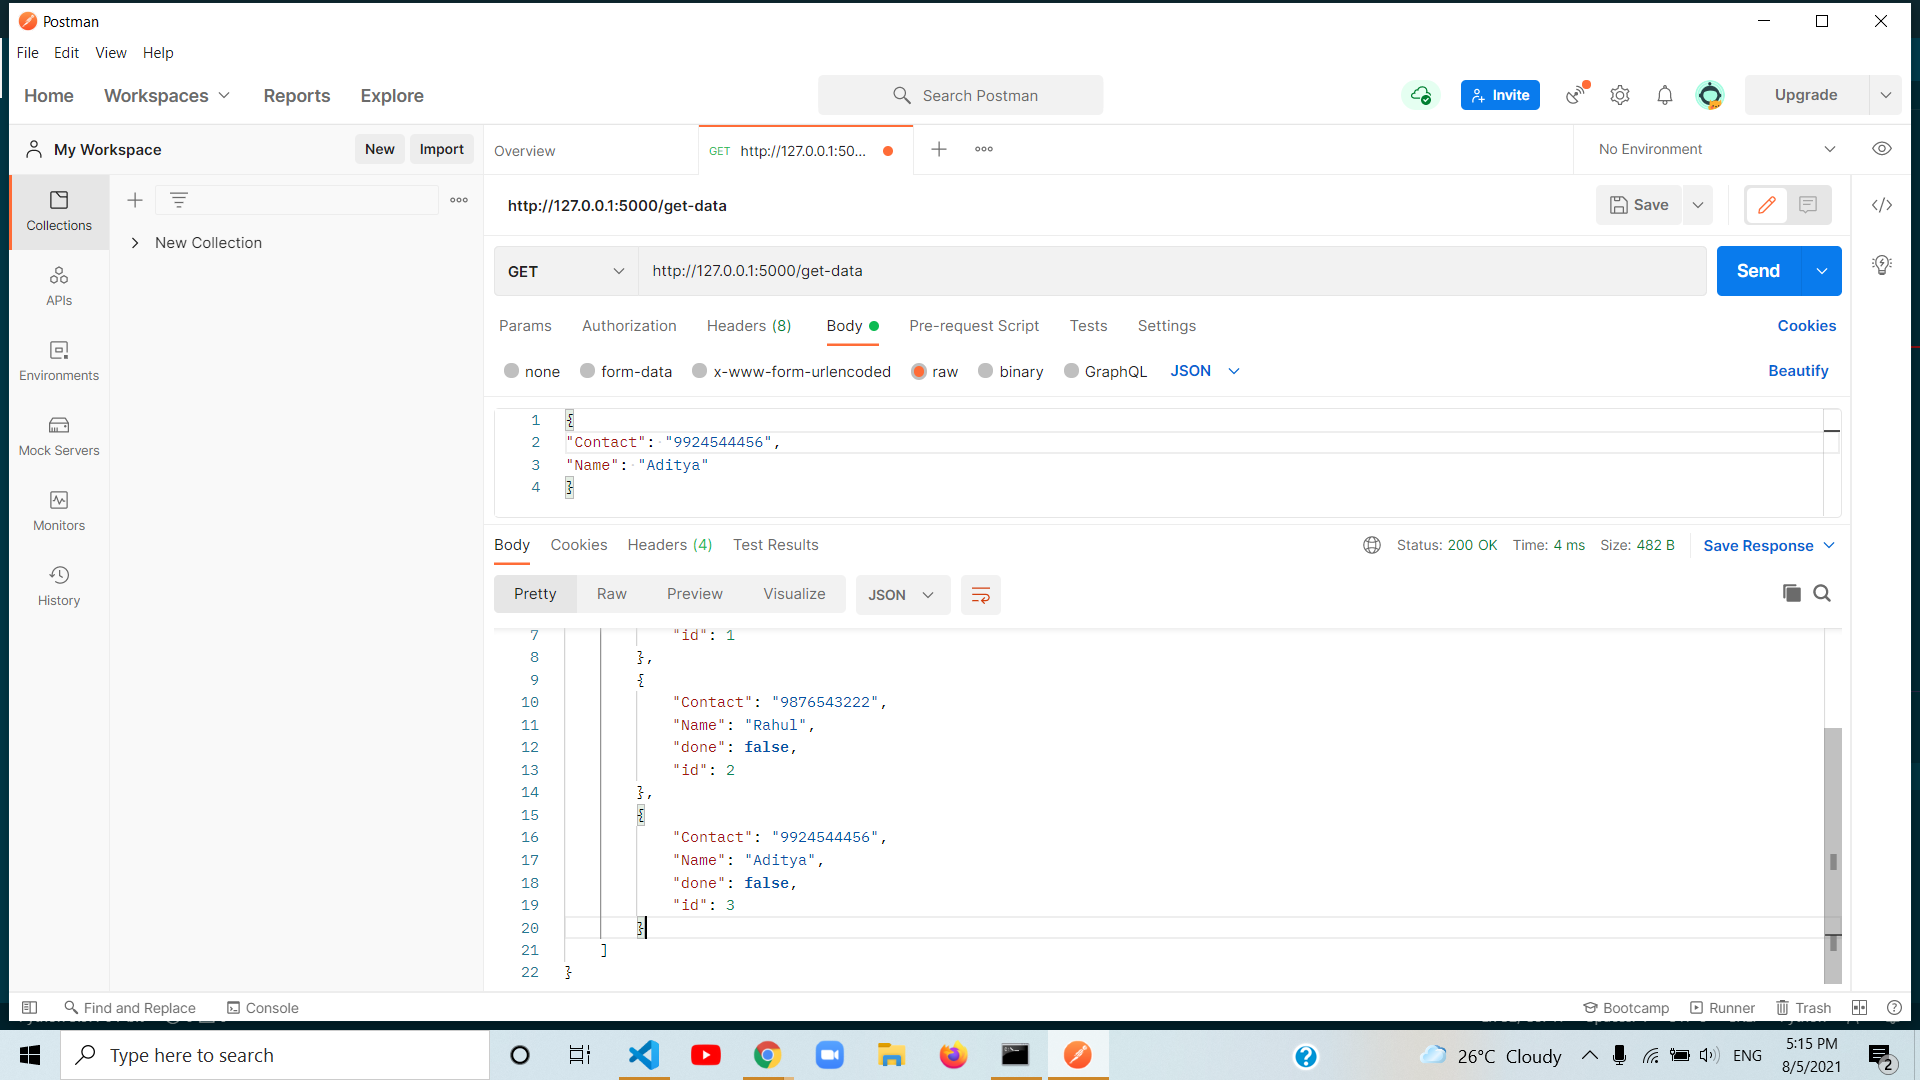 Postman
File Edit View Help
Home Workspaces Reports Explore
Search Postman
Invite
Upgrade
My Workspace
New Import
Overview
GET http://127.0.0.1:50...
ooo
No Environment
Collections
APIs
Environments
Mock Servers
Monitors
History
New Collection
http://127.0.0.1:5000/get-data
Save
GET
http://127.0.0.1:5000/get-data
Send
Params Authorization Headers (8) Body Pre-request Script Tests Settings
Cookies
none form-data x-www-form-urlencoded raw binary GraphQL JSON
Beautify
1 {
2 "Contact": "9924544456",
3 "Name": "Aditya"
4 }
Body Cookies Headers (4) Test Results
Status: 200 OK Time: 4 ms Size: 482 B Save Response
Pretty Raw Preview Visualize JSON
7 "id": 1
8 },
9 {
10 "Contact": "9876543222",
11 "Name": "Rahul",
12 "done": false,
13 "id": 2
14 },
15 {
16 "Contact": "9924544456",
17 "Name": "Aditya",
18 "done": false,
19 "id": 3
20 }
21 ]
22 }
Find and Replace Console
Bootcamp Runner Trash
Type here to search
26°C Cloudy
ENG
5:15 PM
8/5/2021
2